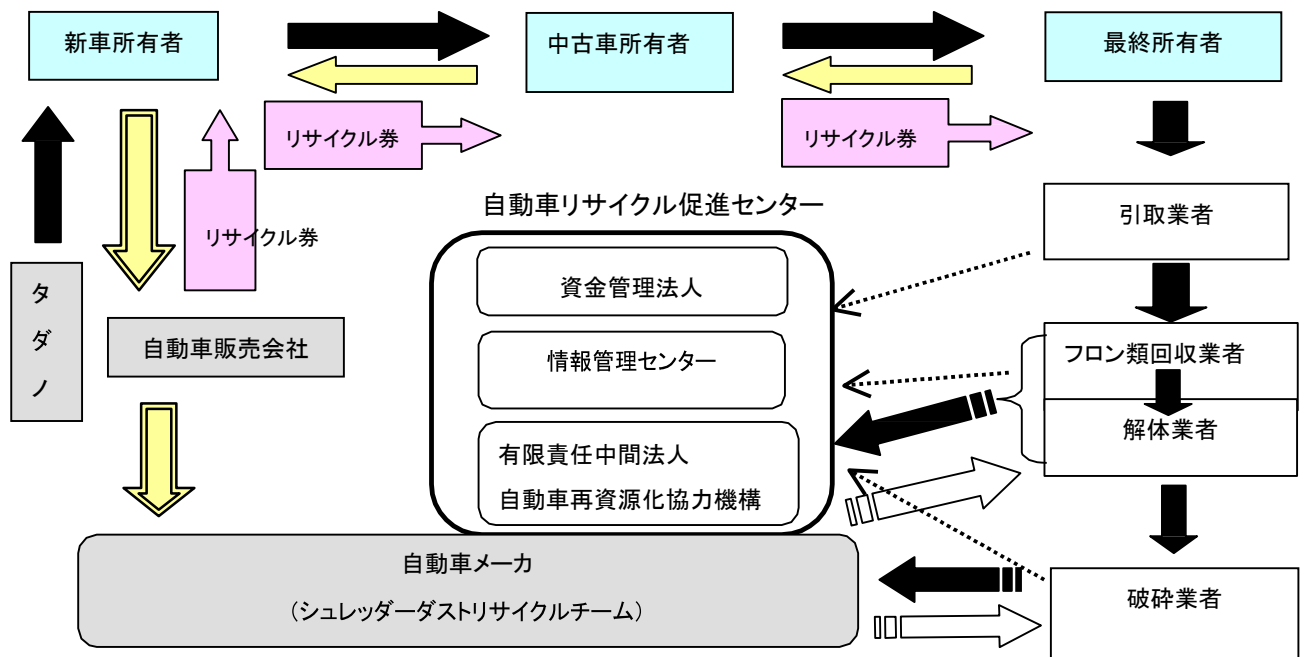 新車所有者
中古車所有者
最終所有者
リサイクル券
リサイクル券
リサイクル券
引取業者
自動車リサイクル促進センター
資金管理法人
タダノ
自動車販売会社
情報管理センター
フロン類回収業者
解体業者
有限責任中間法人
自動車再資源化協力機構
自動車メーカ
(シュレッダーダストリサイクルチーム)
破砕業者